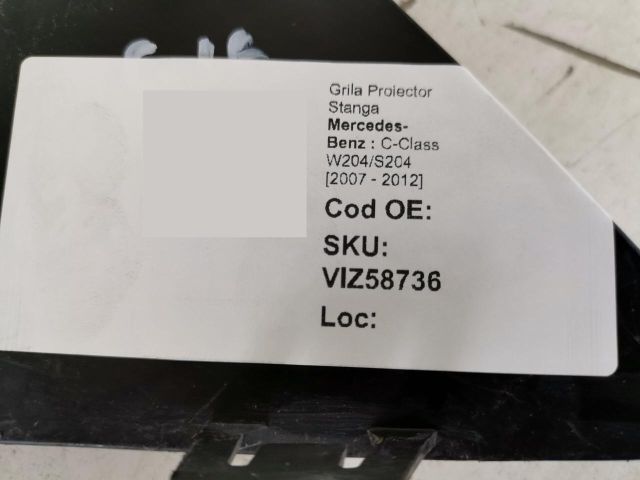 Grila Proiector
Stanga
Mercedes-
Benz : C-Class
W204/S204
[2007 - 2012]
Cod OE:
SKU:
VIZ58736
Loc: